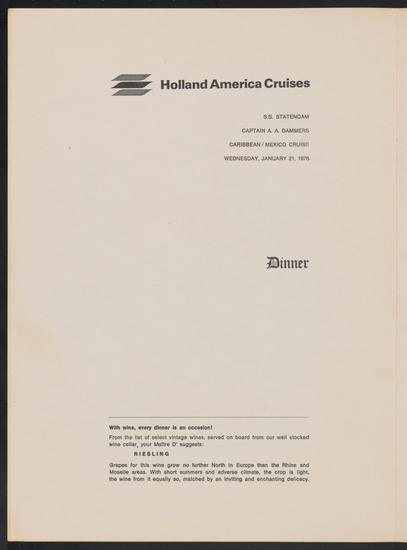 Holland America Cruises
S.S. STATENDAM
CAPTAIN A. A. DAMMERS
CARIBBEAN / MEXICO CRUISE
WEDNESDAY, JANUARY 21, 1976
Dinner
With wine, every dinner is an occasion!
From the list of select vintage wines, served on board from our well stocked
wine cellar, your Maître D' suggests:
RIESLING
Grapes for this wine grow no further North in Europe than the Rhine and
Moselle areas. With short summers and adverse climate, the crop is light,
the wine from it equally so, matched by an inviting and enchanting delicacy.